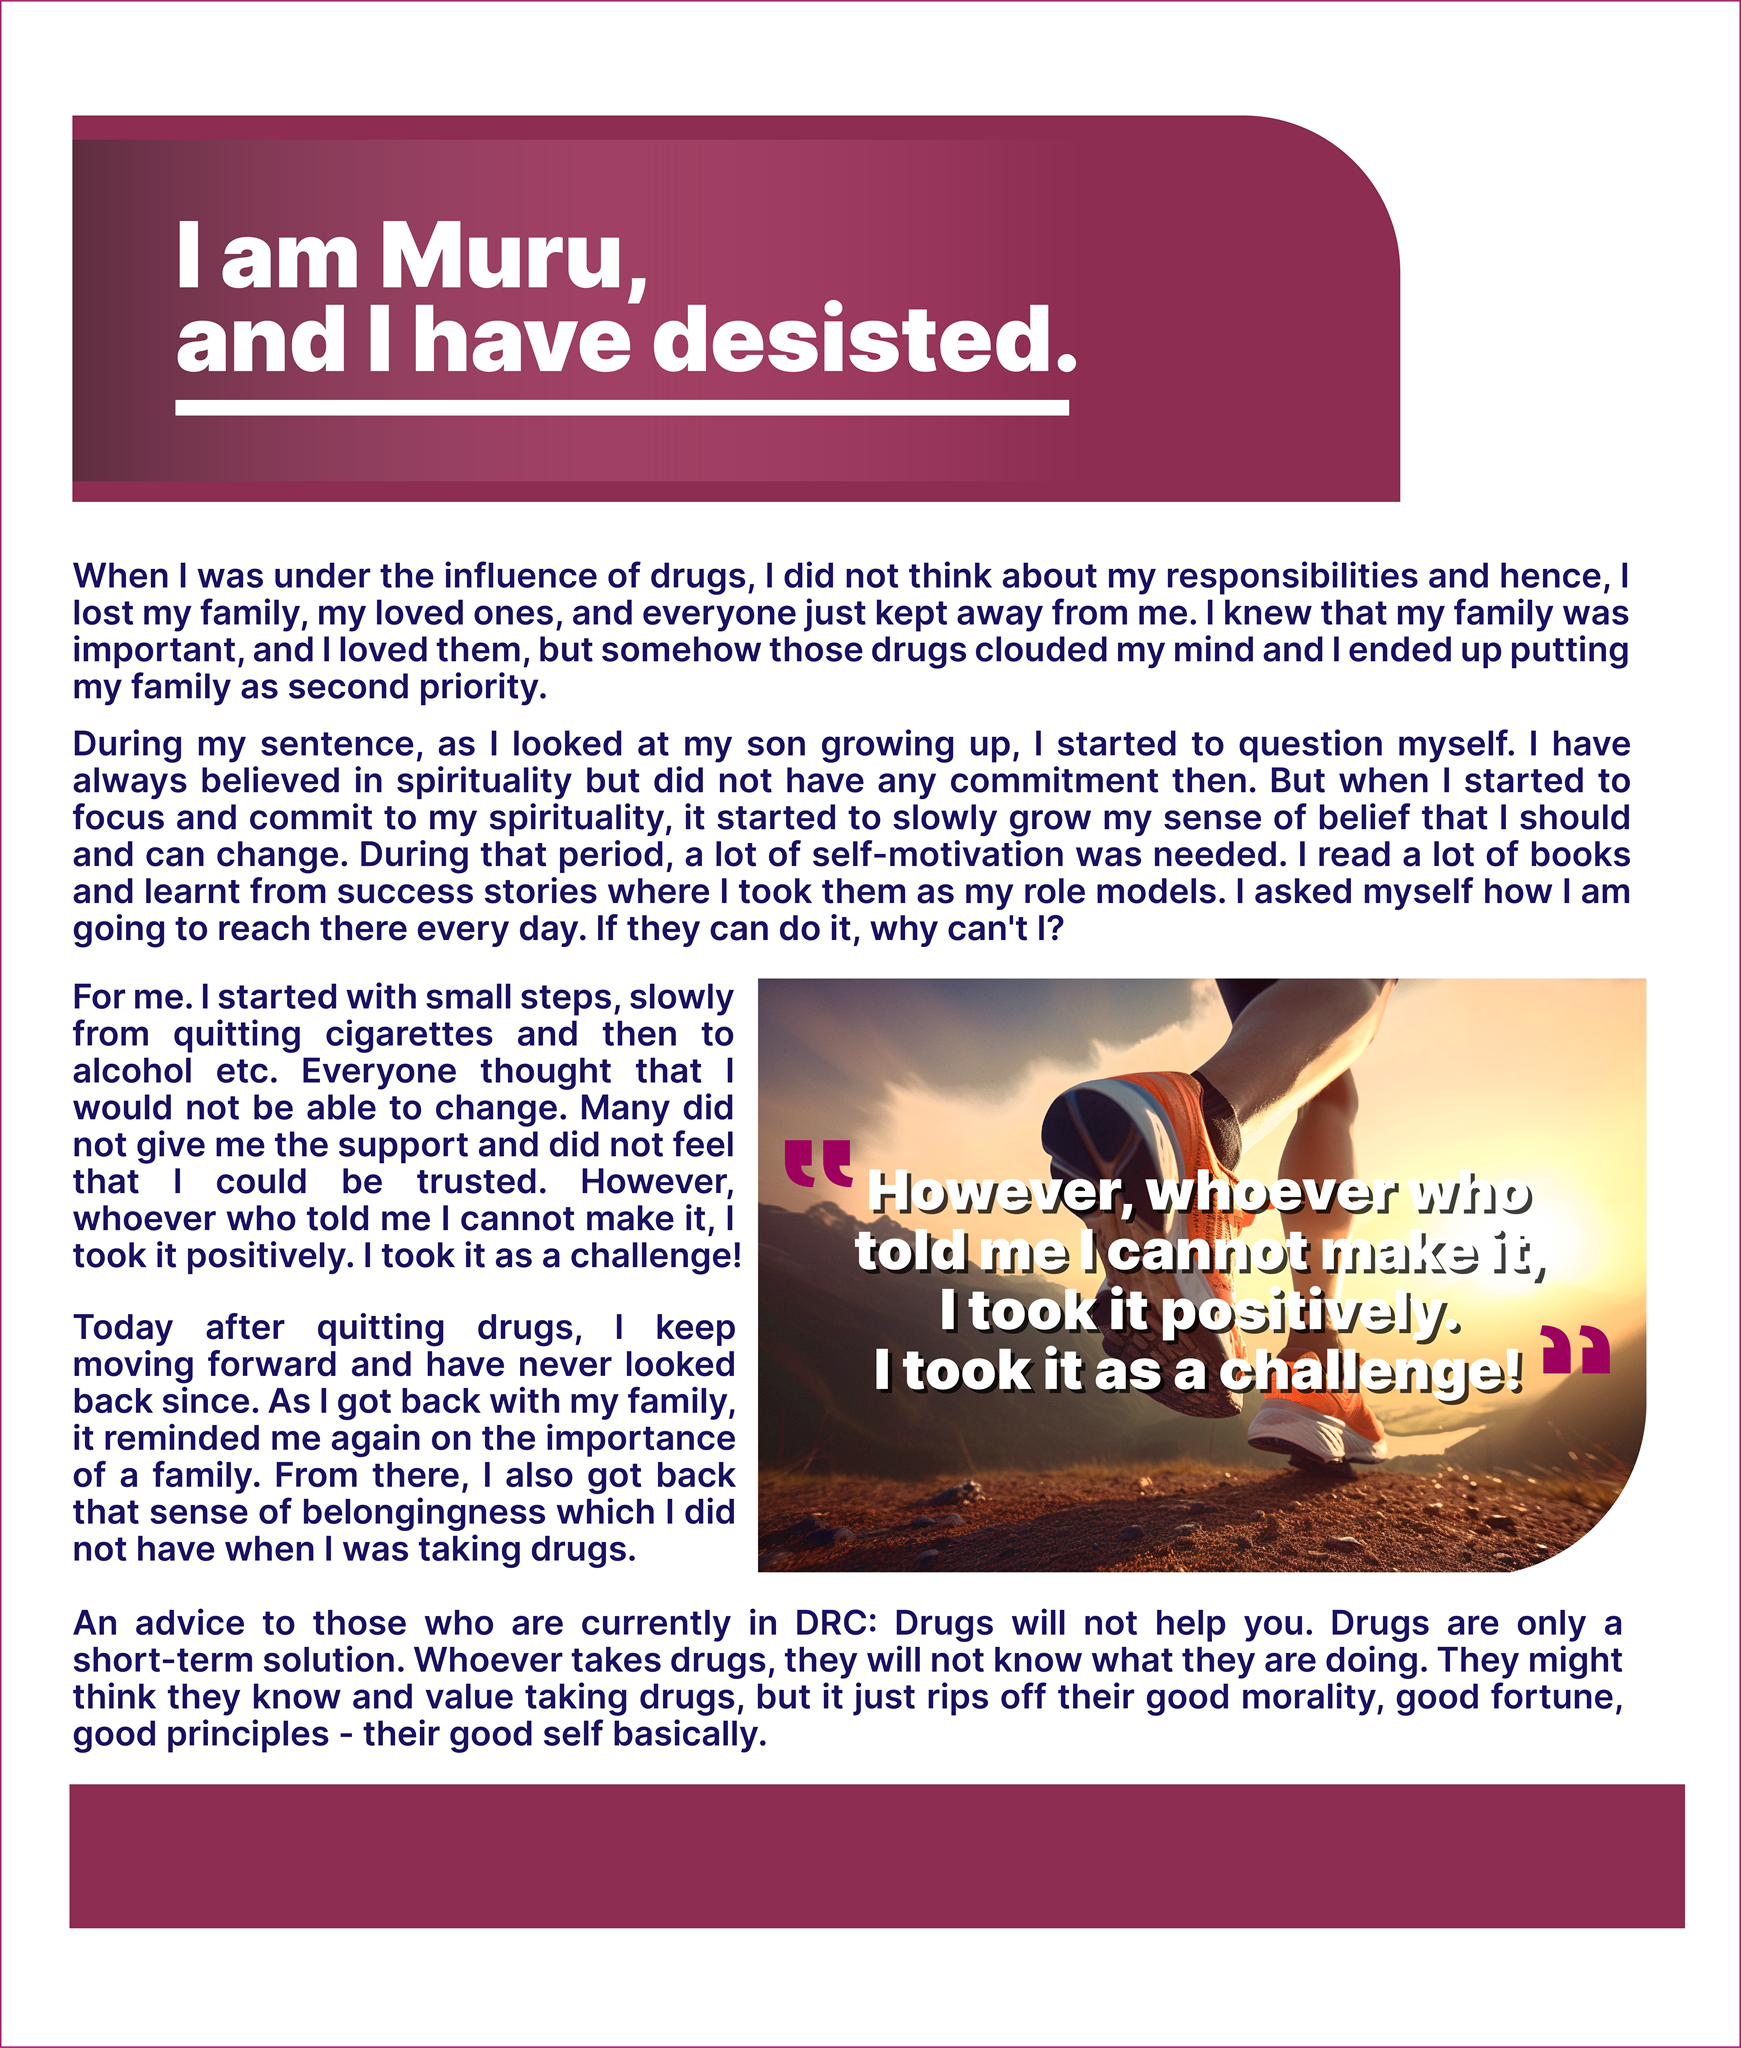 I am Muru,
and I have desisted.
When I was under the influence of drugs, I did not think about my responsibilities and hence, I
lost my family, my loved ones, and everyone just kept away from me. I knew that my family was
important, and I loved them, but somehow those drugs clouded my mind and I ended up putting
my family as second priority.
During my sentence, as I looked at my son growing up, I started to question myself. I have
always believed in spirituality but did not have any commitment then. But when I started to
focus and commit to my spirituality, it started to slowly grow my sense of belief that I should
and can change. During that period, a lot of self-motivation was needed. I read a lot of books
and learnt from success stories where I took them as my role models. I asked myself how I am
going to reach there every day. If they can do it, why can't I?
For me. I started with small steps, slowly
from quitting cigarettes and then to
alcohol etc. Everyone thought that I
would not be able to change. Many did
not give me the support and did not feel
that I could be trusted. However,
whoever who told me I cannot make it, I
took it positively. I took it as a challenge!
Today after quitting drugs, I keep
moving forward and have never looked
back since. As I got back with my family,
it reminded me again on the importance
of a family. From there, I also got back
that sense of belongingness which I did
not have when I was taking drugs.
"However, whoever who
told me I cannot make it,
I took it positively.
I took it as a challenge!"
An advice to those who are currently in DRC: Drugs will not help you. Drugs are only a
short-term solution. Whoever takes drugs, they will not know what they are doing. They might
think they know and value taking drugs, but it just rips off their good morality, good fortune,
good principles - their good self basically.